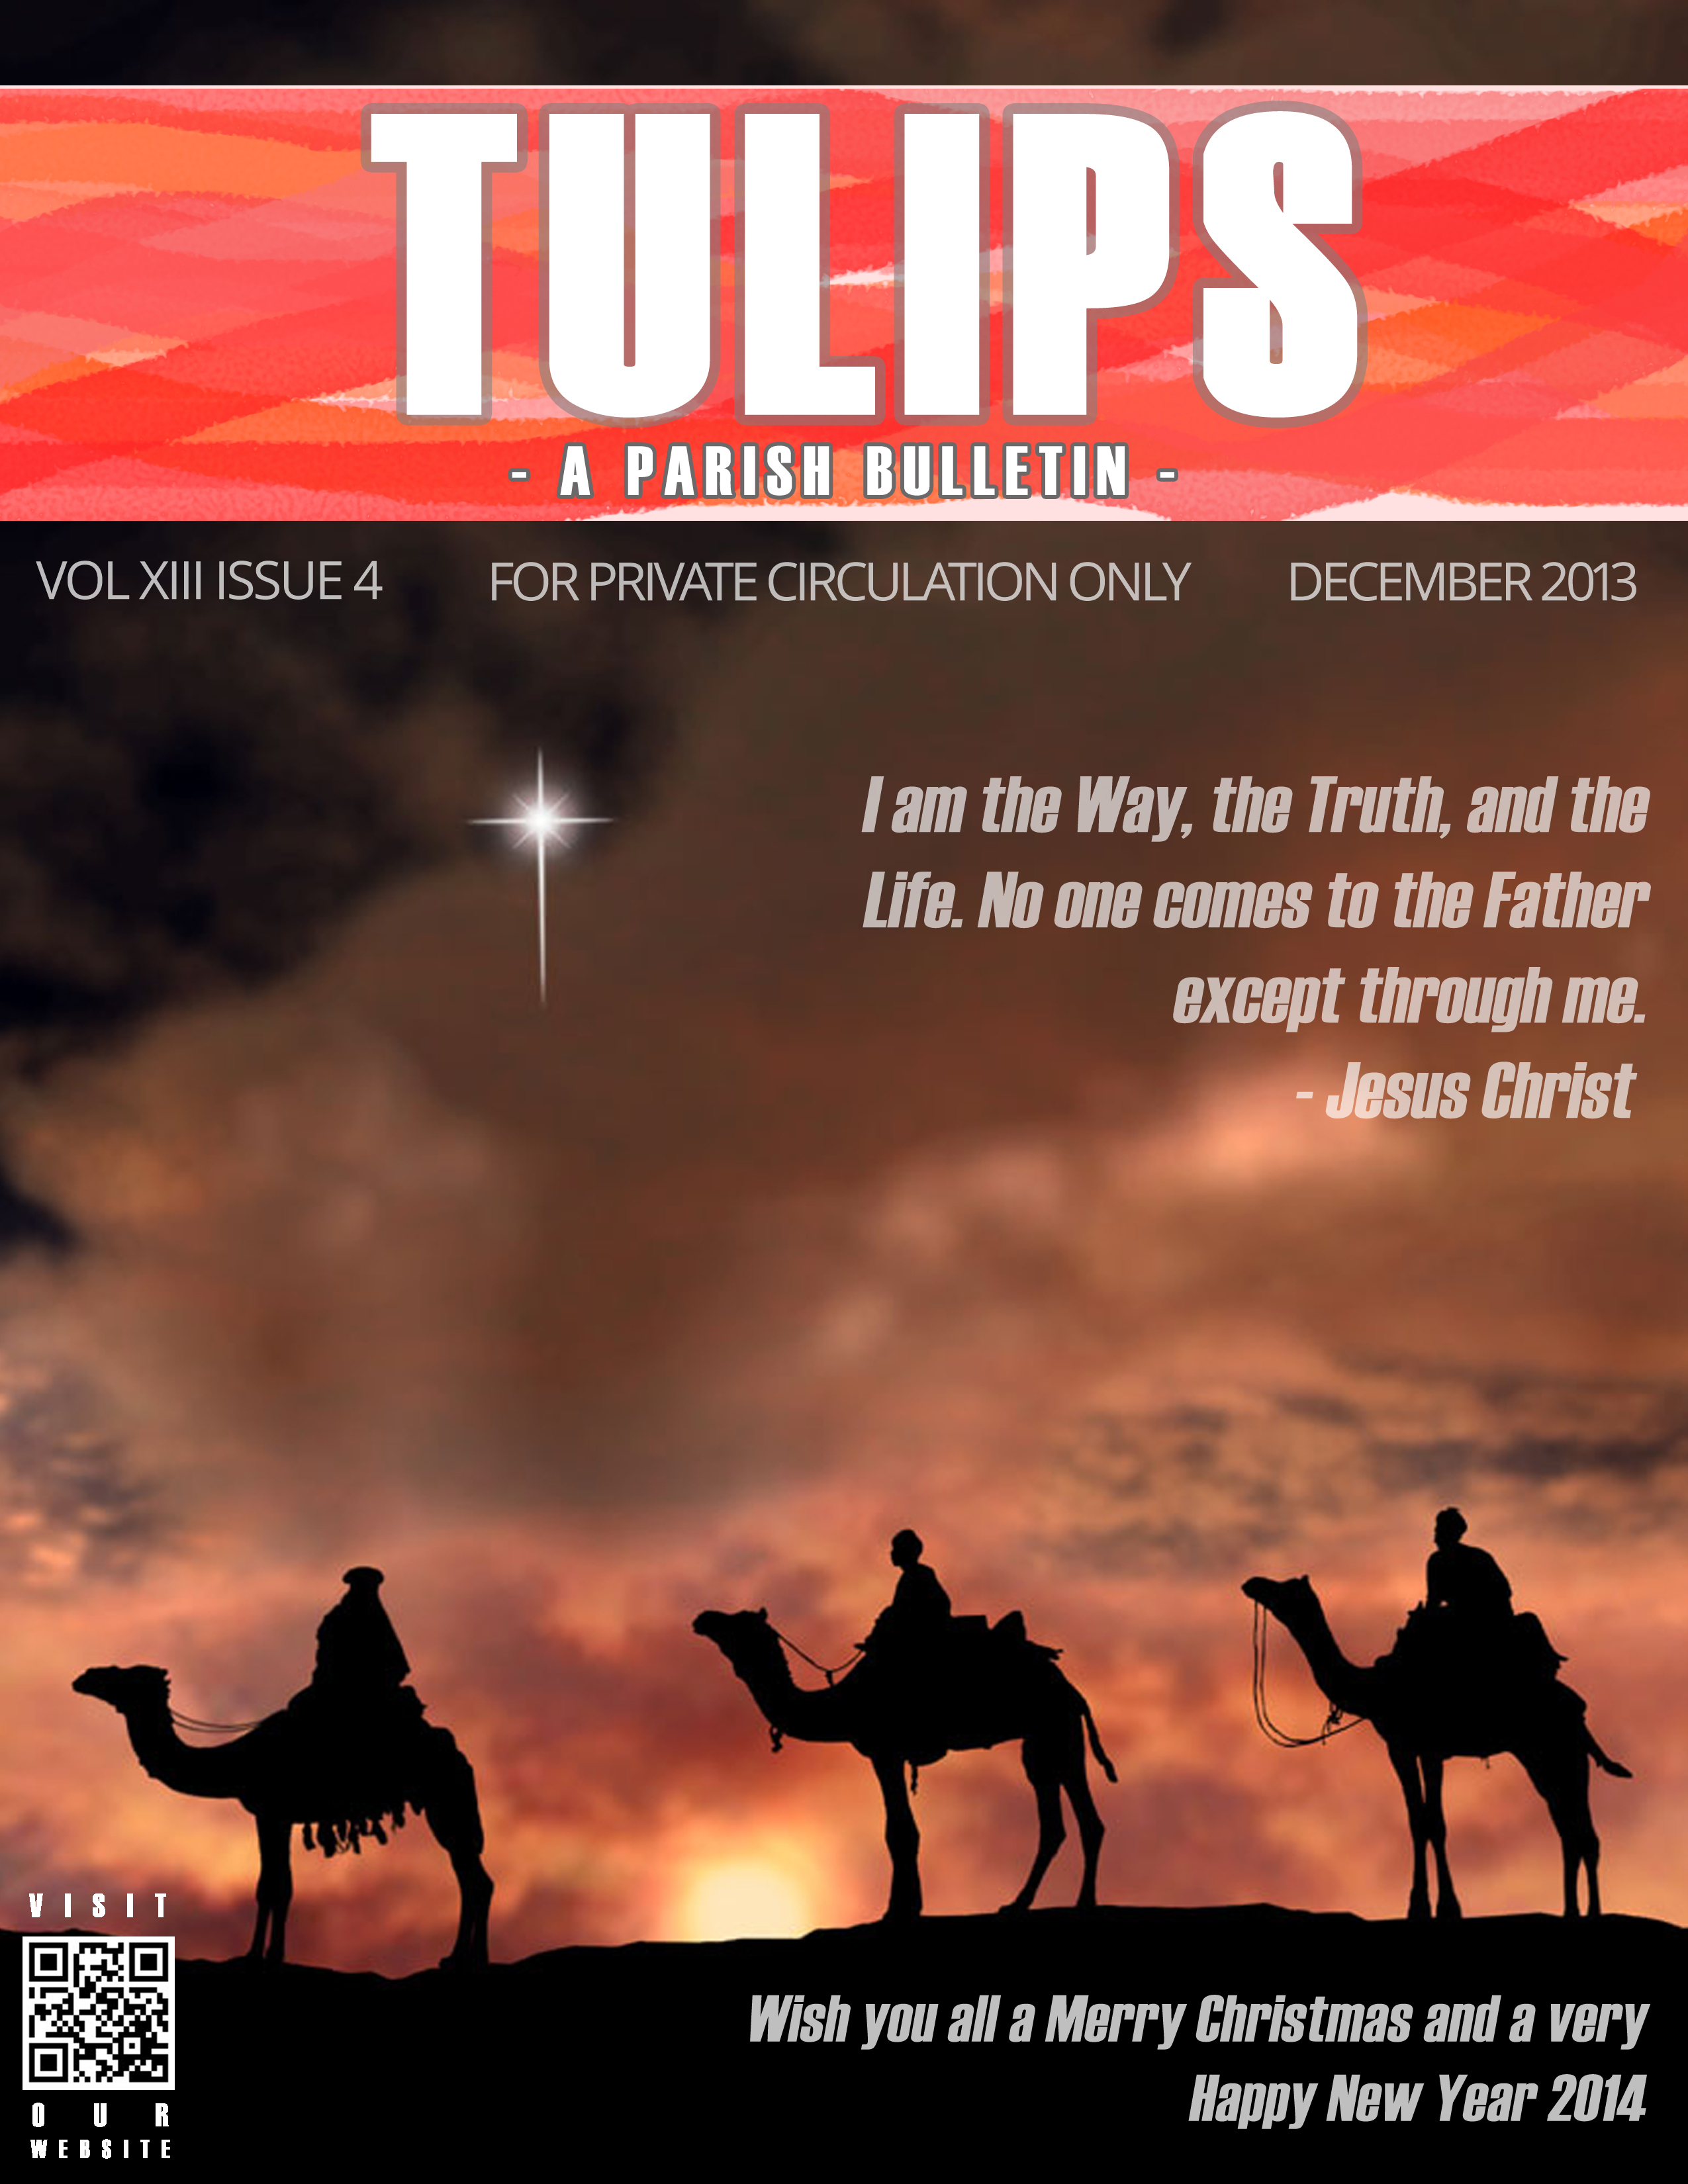 TULIPS
- A PARISH BULLETIN -
VOL XIII ISSUE 4 FOR PRIVATE CIRCULATION ONLY DECEMBER 2013
I am the Way, the Truth, and the
Life. No one comes to the Father
except through me.
- Jesus Christ
VISIT
OUR
WEBSITE
Wish you all a Merry Christmas and a very
Happy New Year 2014